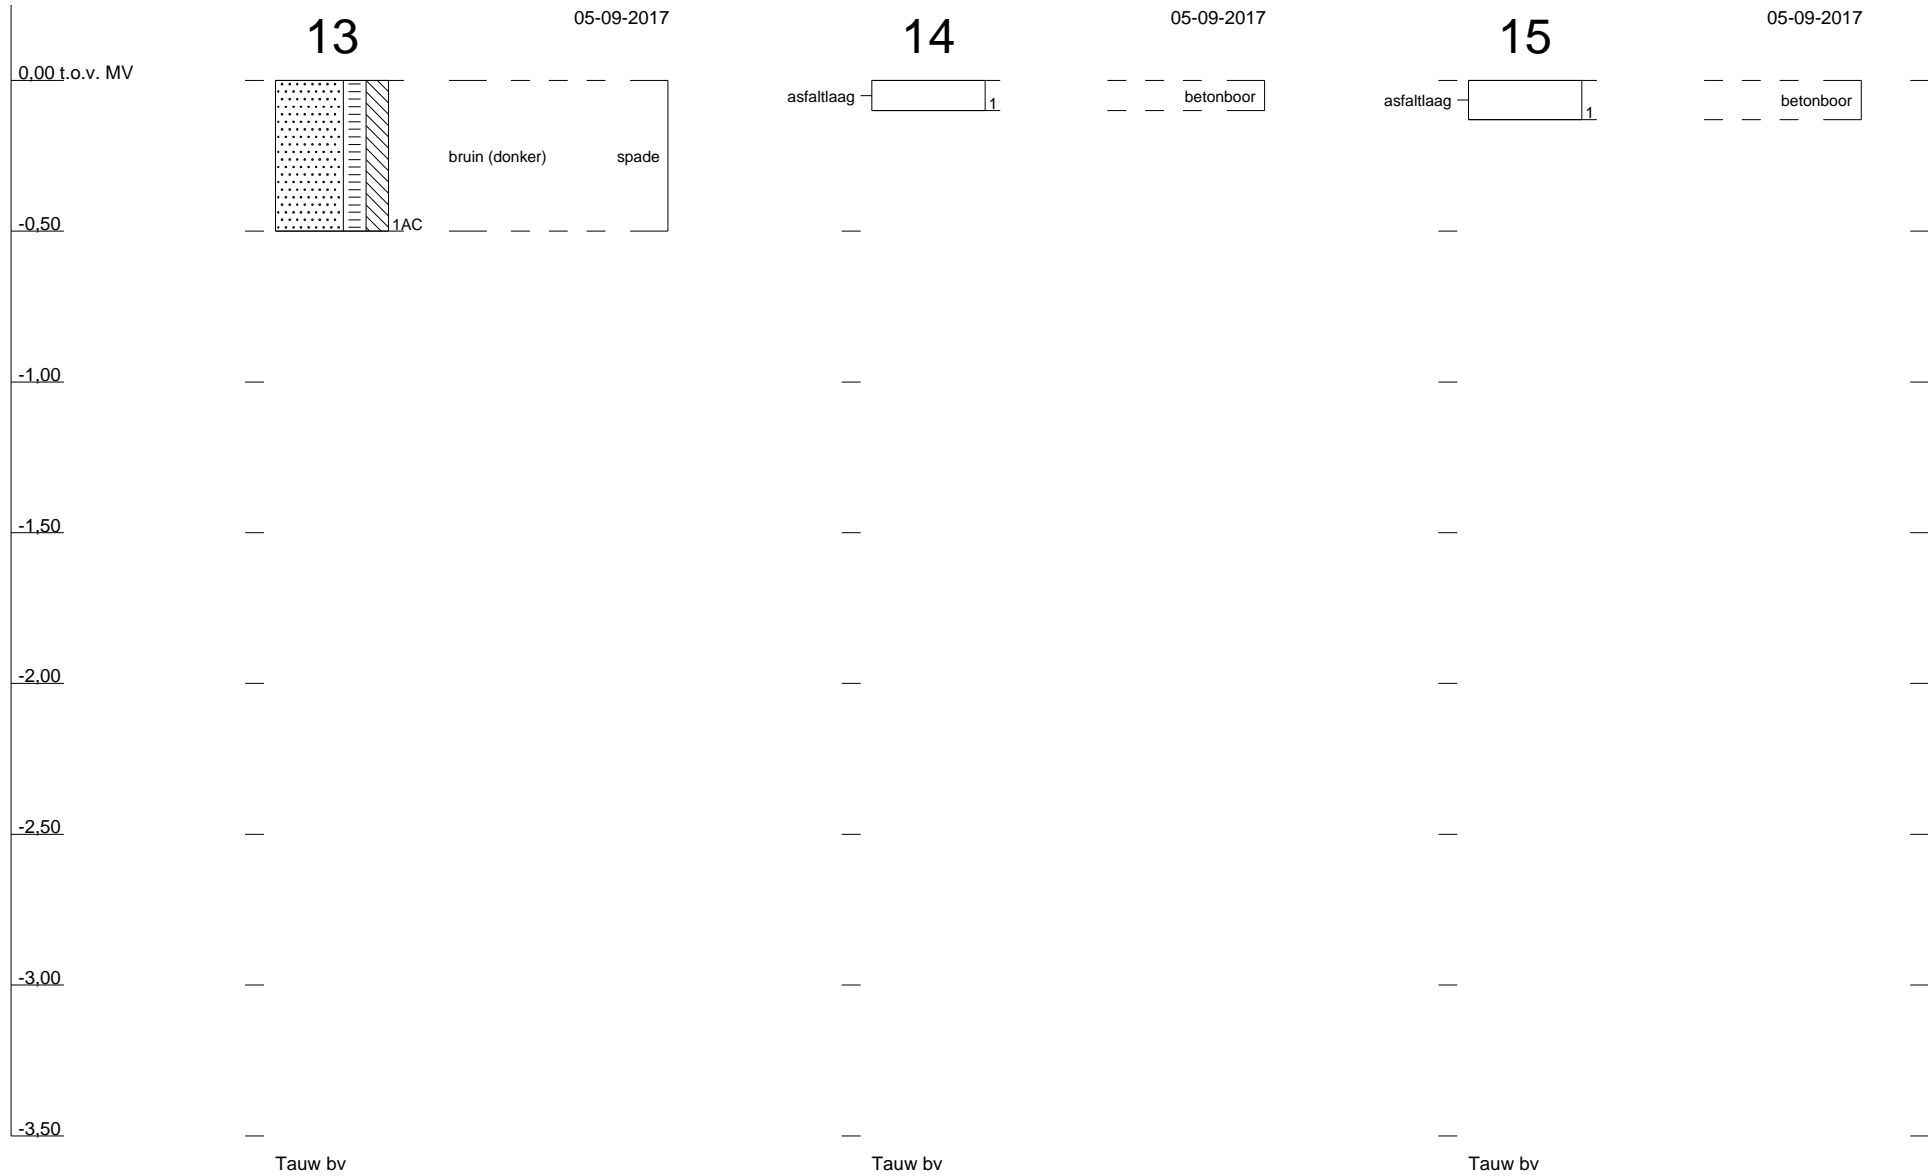 13
05-09-2017
14
05-09-2017
15
05-09-2017
0,00 t.o.v. MV
asfaltlaag
1
betonboor
asfaltlaag
1
betonboor
bruin (donker)
spade
1AC
-0,50
-1,00
-1,50
-2,00
-2,50
-3,00
-3,50
Tauw bv
Tauw bv
Tauw bv